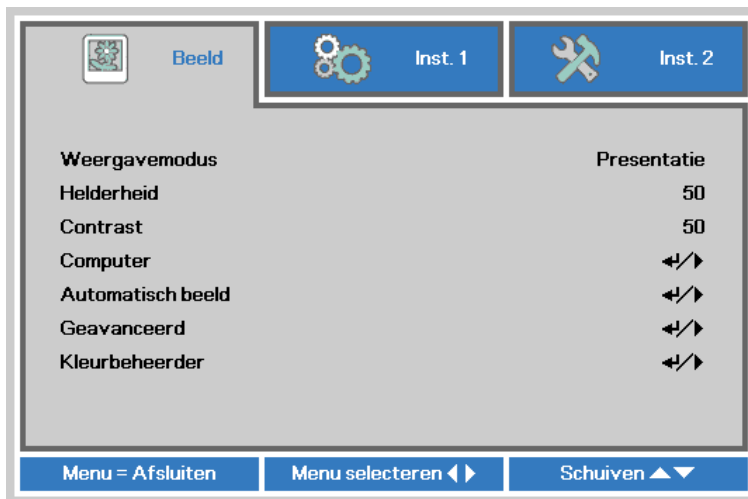 Beeld
Inst. 1
Inst. 2
Weergavemodus Presentatie
Helderheid 50
Contrast 50
Computer ↵/▶
Automatisch beeld ↵/▶
Geavanceerd ↵/▶
Kleurbeheerder ↵/▶
Menu = Afsluiten
Menu selecteren ◀ ▶
Schuiven ▲▼